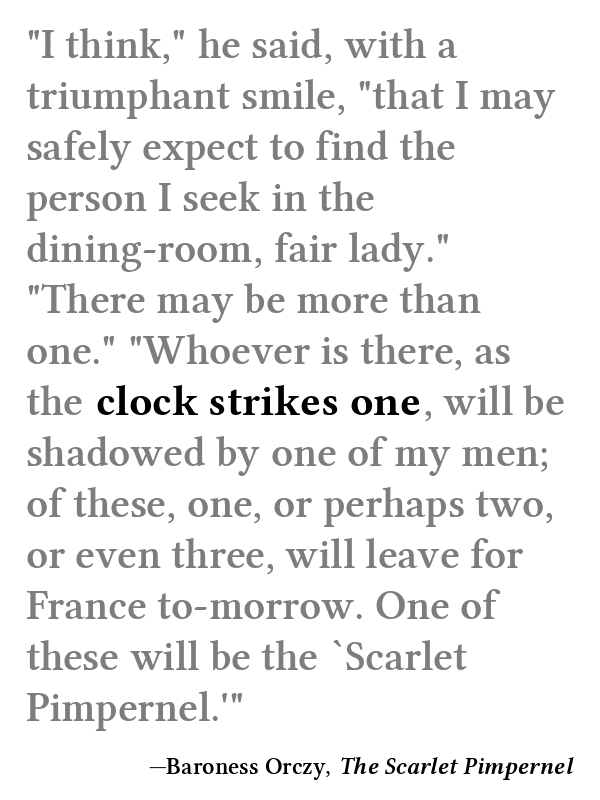 "I think," he said, with a
triumphant smile, "that I may
safely expect to find the
person I seek in the
dining-room, fair lady."
"There may be more than
one." "Whoever is there, as
the clock strikes one, will be
shadowed by one of my men;
of these, one, or perhaps two,
or even three, will leave for
France to-morrow. One of
these will be the `Scarlet
Pimpernel.'"
—Baroness Orczy, The Scarlet Pimpernel